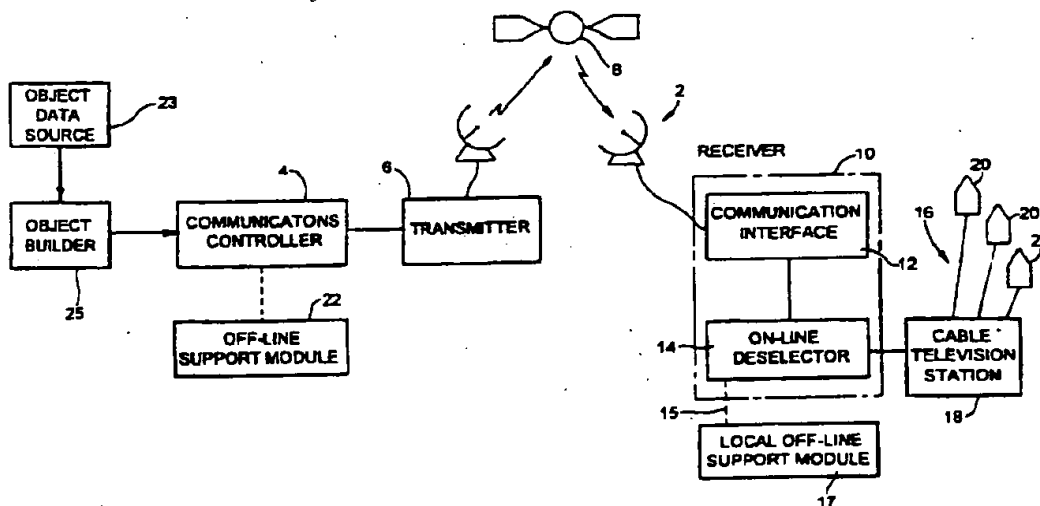 8
OBJECT
DATA
SOURCE
23
2
RECEIVER
10
4
6
20
COMMUNICATIONS
INTERFACE
12
16
20
2
OBJECT
BUILDER
25
COMMUNICATONS
CONTROLLER
TRANSMITTER
22
OFF-LINE
SUPPORT MODULE
14
ON-LINE
DESELECTOR
CABLE
TELEVISION
STATION
18
15
LOCAL OFF-LINE
SUPPORT MODULE
17